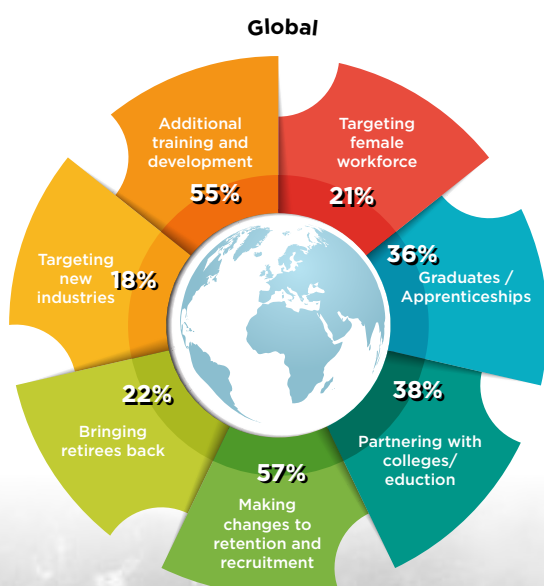 Global
Additional
training and
development
55%
Targeting
female
workforce
21%
36%
Graduates /
Apprenticeships
38%
Partnering with
colleges/
eduction
57%
Making
changes to
retention and
recruitment
22%
Bringing
retirees back
Targeting
new
industries
18%